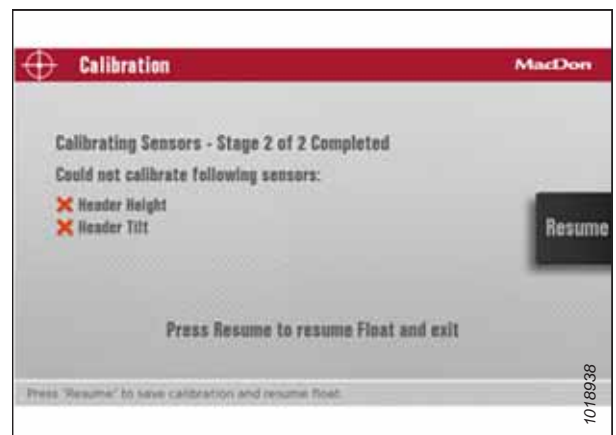 Calibration
MacDon
Calibrating Sensors - Stage 2 of 2 Completed
Could not calibrate following sensors:
Header Height
Header Tilt
Resume
Press Resume to resume Float and exit
Press 'Resume' to save calibration and resume float.
1018938